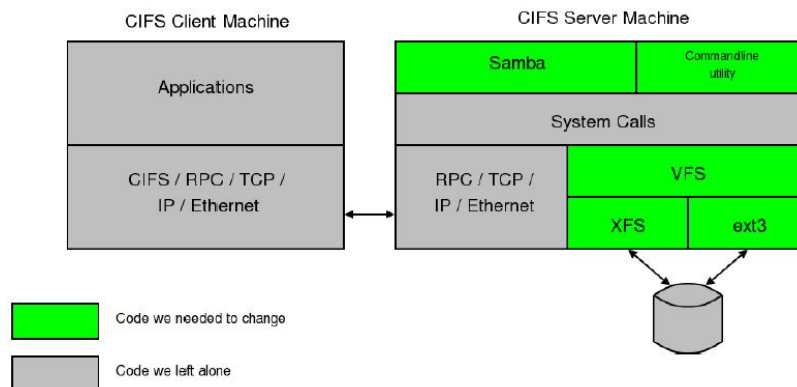 CIFS Client Machine
CIFS Server Machine
Applications
CIFS / RPC / TCP /
IP / Ethernet
Samba
Commandline
utility
System Calls
RPC / TCP /
IP / Ethernet
VFS
XFS
ext3
Code we needed to change
Code we left alone